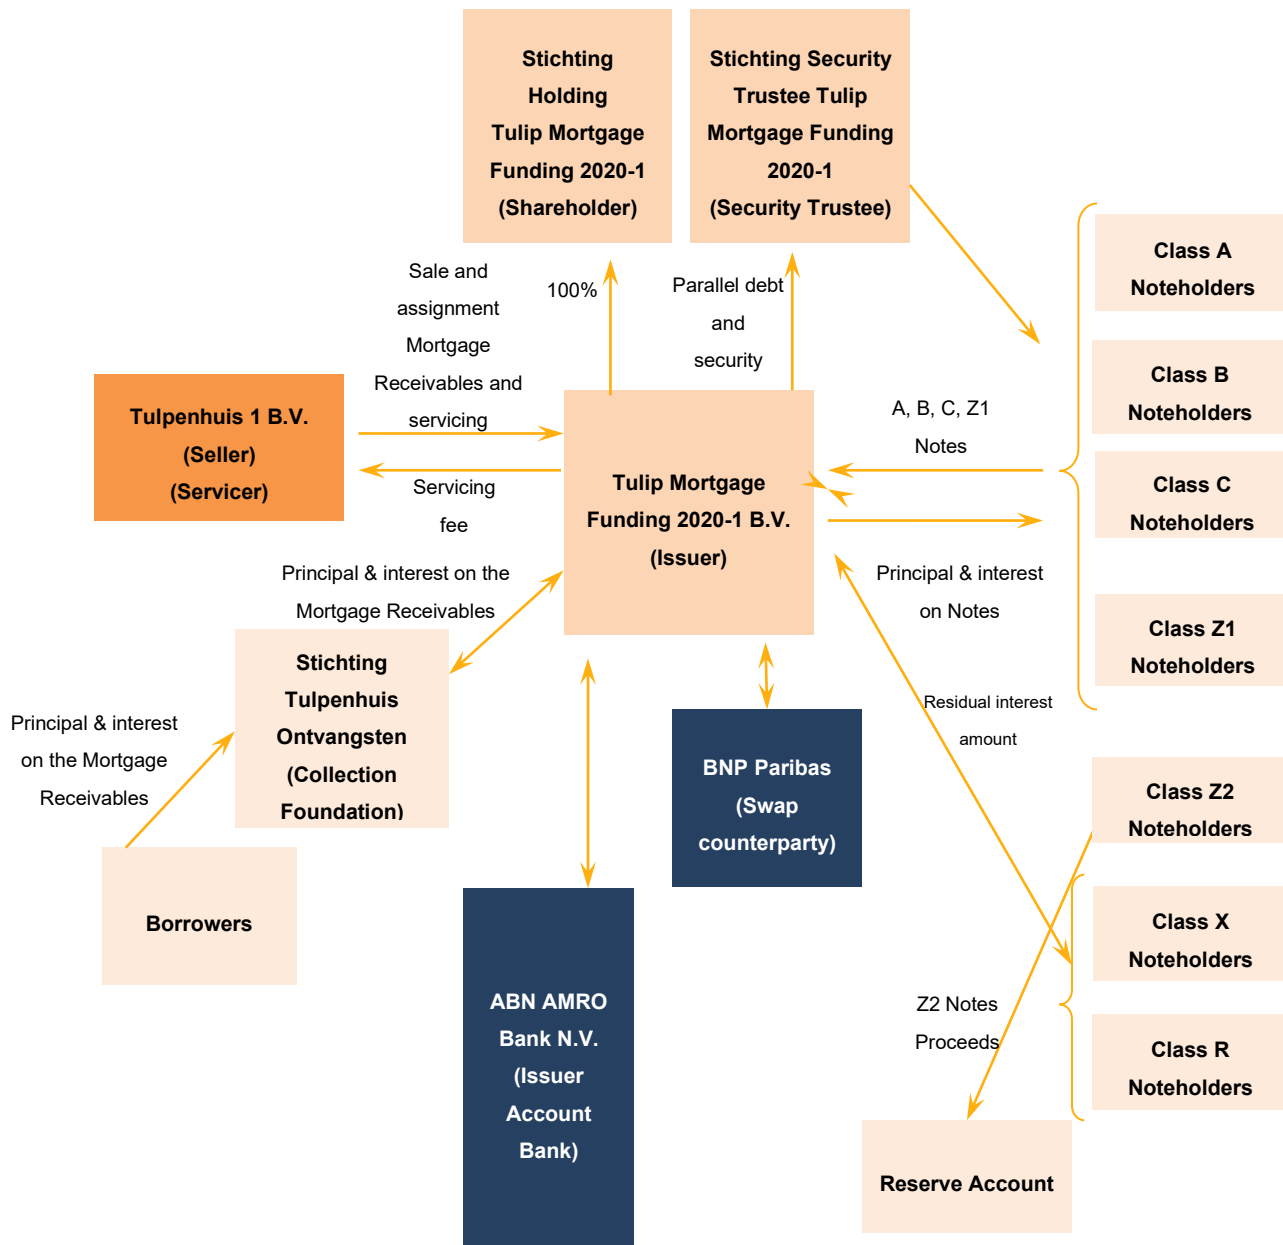 Stichting
Holding
Tulip Mortgage
Funding 2020-1
(Shareholder)
Stichting Security
Trustee Tulip
Mortgage Funding
2020-1
(Security Trustee)
Class A
Noteholders
Sale and
assignment
Mortgage
Receivables and
servicing
100%
Parallel debt
and
security
Class B
Noteholders
Tulpenhuis 1 B.V.
(Seller)
(Servicer)
A, B, C, Z1
Notes
Class C
Noteholders
Servicing
fee
Tulip Mortgage
Funding 2020-1 B.V.
(Issuer)
Principal & interest on the
Mortgage Receivables
Principal & interest
on Notes
Class Z1
Noteholders
Stichting
Tulpenhuis
Ontvangsten
(Collection
Foundation)
Principal & interest
on the Mortgage
Receivables
Residual interest
amount
BNP Paribas
(Swap
counterparty)
Class Z2
Noteholders
Borrowers
Class X
Noteholders
ABN AMRO
Bank N.V.
(Issuer
Account
Bank)
Z2 Notes
Proceeds
Class R
Noteholders
Reserve Account